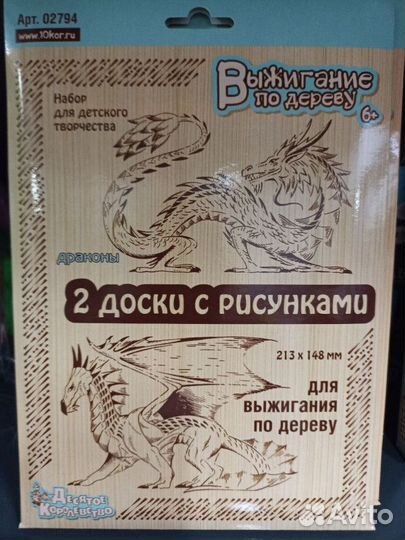 Арт. 02794
www.10kor.ru
Выжигание
по дереву
6+
Набор
для детского
творчества
драконы
2 доски с рисунками
213 х 148 мм
для
выжигания
по дереву
Десятое
Королевство
Avito